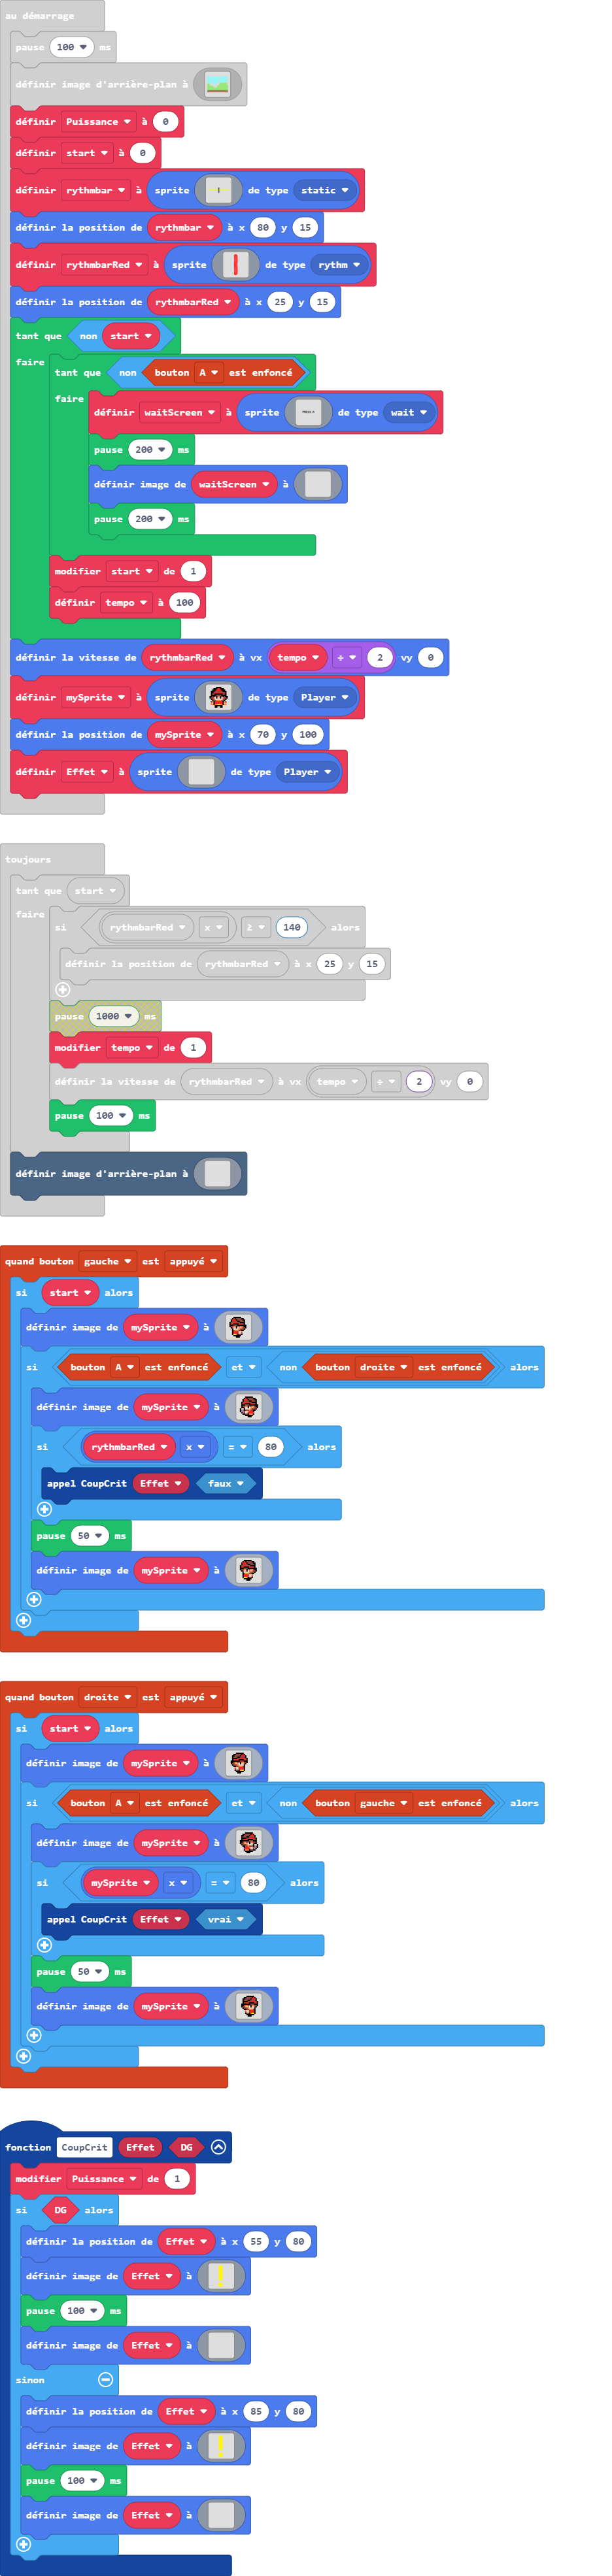 au démarrage
pause 100 ms
définir image d'arrière-plan à
définir Puissance à 0
définir start à 0
définir rythmbar à sprite de type static
définir la position de rythmbar à x 80 y 15
définir rythmbarRed à sprite de type rythm
définir la position de rythmbarRed à x 25 y 15
tant que non start
faire tant que non bouton A est enfoncé
faire définir waitScreen à sprite de type wait
pause 200 ms
définir image de waitScreen à
pause 200 ms
modifier start de 1
définir tempo à 100
définir la vitesse de rythmbarRed à vx tempo ÷ 2 vy 0
définir mySprite à sprite de type Player
définir la position de mySprite à x 70 y 100
définir Effet à sprite de type Player
toujours
tant que start
faire si rythmbarRed x ≥ 140 alors
définir la position de rythmbarRed à x 25 y 15
pause 1000 ms
modifier tempo de 1
définir la vitesse de rythmbarRed à vx tempo ÷ 2 vy 0
pause 100 ms
définir image d'arrière-plan à
quand bouton gauche est appuyé
si start alors
définir image de mySprite à
si bouton A est enfoncé et non bouton droite est enfoncé alors
définir image de mySprite à
si rythmbarRed x = 80 alors
appel CoupCrit Effet faux
pause 50 ms
définir image de mySprite à
quand bouton droite est appuyé
si start alors
définir image de mySprite à
si bouton A est enfoncé et non bouton gauche est enfoncé alors
définir image de mySprite à
si mySprite x = 80 alors
appel CoupCrit Effet vrai
pause 50 ms
définir image de mySprite à
fonction CoupCrit Effet DG
modifier Puissance de 1
si DG alors
définir la position de Effet à x 55 y 80
définir image de Effet à
pause 100 ms
définir image de Effet à
sinon
définir la position de Effet à x 85 y 80
définir image de Effet à
pause 100 ms
définir image de Effet à